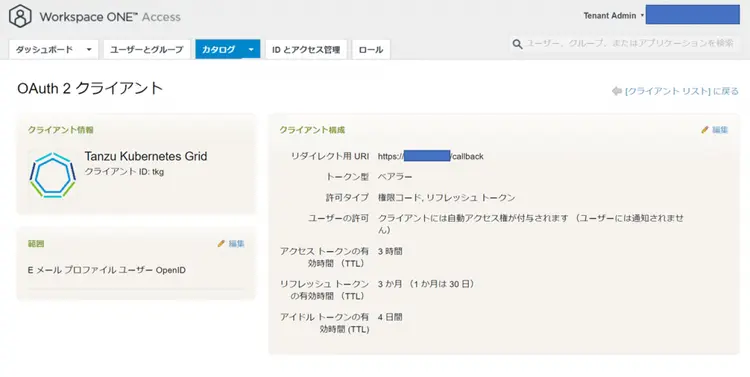 Workspace ONE™ Access
Tenant Admin
ダッシュボード
ユーザーとグループ
カタログ
ID とアクセス管理
ロール
ユーザー、グループ、またはアプリケーションを検索
OAuth 2 クライアント
[クライアント リスト] に戻る
クライアント情報
Tanzu Kubernetes Grid
クライアント ID: tkg
範囲
編集
E メール プロファイル ユーザー OpenID
クライアント構成
編集
リダイレクト用 URI
https://
/callback
トークン型
ベアラー
許可タイプ
権限コード, リフレッシュ トークン
ユーザーの許可
クライアントには自動アクセス権が付与されます （ユーザーには通知されませ
ん）
アクセス トークンの有
効時間 （TTL）
3 時間
リフレッシュ トークン
の有効時間 （TTL）
3 か月 （1 か月は 30 日）
アイドル トークンの有
効時間 (TTL)
4 日間